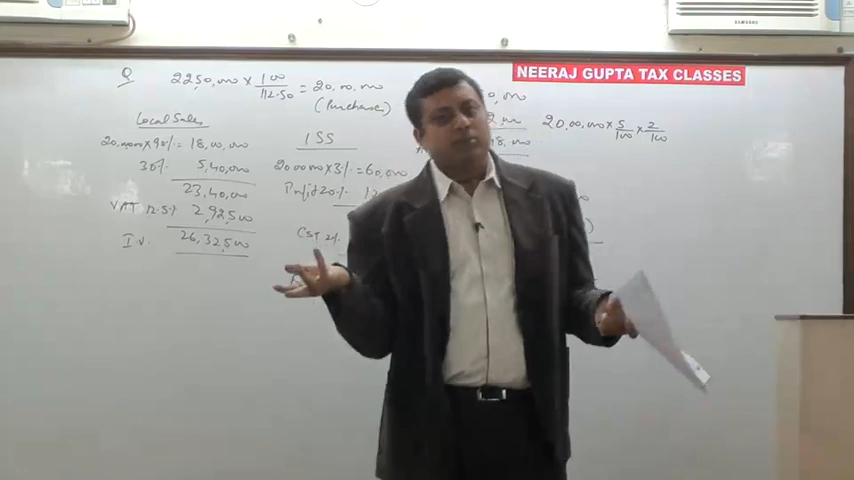 NEERAJ GUPTA TAX CLASSES
Q 2250,000 × 100/112.50 = 20,00,000
(Purchases)
Local Sales
20,00,000 × 90% = 18,00,000
30% 5,40,000
23,40,000
VAT 12.5% 2,92,500
I.V. 26,32,500
ISS
20,00,000 × 3% = 60,000
Profit 20%
CST 2%
20,00,000 × 5/100 × 2/100